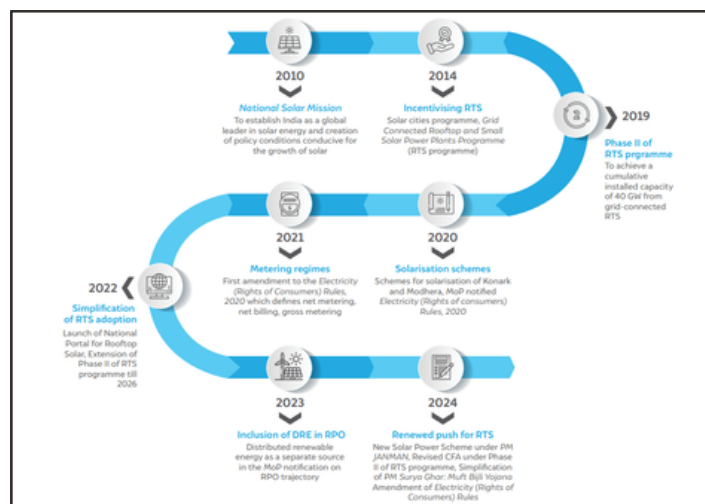 2010
National Solar Mission
To establish India as a global
leader in solar energy and creation
of policy conditions conducive for
the growth of solar
2014
Incentivising RTS
Solar cities programme, Grid
Connected Rooftop and Small
Solar Power Plants Programme
(RTS programme)
2019
Phase II of
RTS prgramme
To achieve a
cumulative
installed capacity
of 40 GW from
grid-connected
RTS
2020
Solarisation schemes
Schemes for solarisation of Konark
and Modhera, MoP notified
Electricity (Rights of consumers)
Rules, 2020
2021
Metering regimes
First amendment to the Electricity
(Rights of Consumers) Rules,
2020 which defines net metering,
net billing, gross metering
2022
Simplification
of RTS adoption
Launch of National
Portal for Rooftop
Solar, Extension of
Phase II of RTS
programme till
2026
2023
Inclusion of DRE in RPO
Distributed renewable
energy as a separate source
in the MoP notification on
RPO trajectory
2024
Renewed push for RTS
New Solar Power Scheme under PM
JANMAN, Revised CFA under Phase
II of RTS programme, Simplification
of PM Surya Ghar: Muft Bijli Yojana
Amendment of Electricity (Rights of
Consumers) Rules